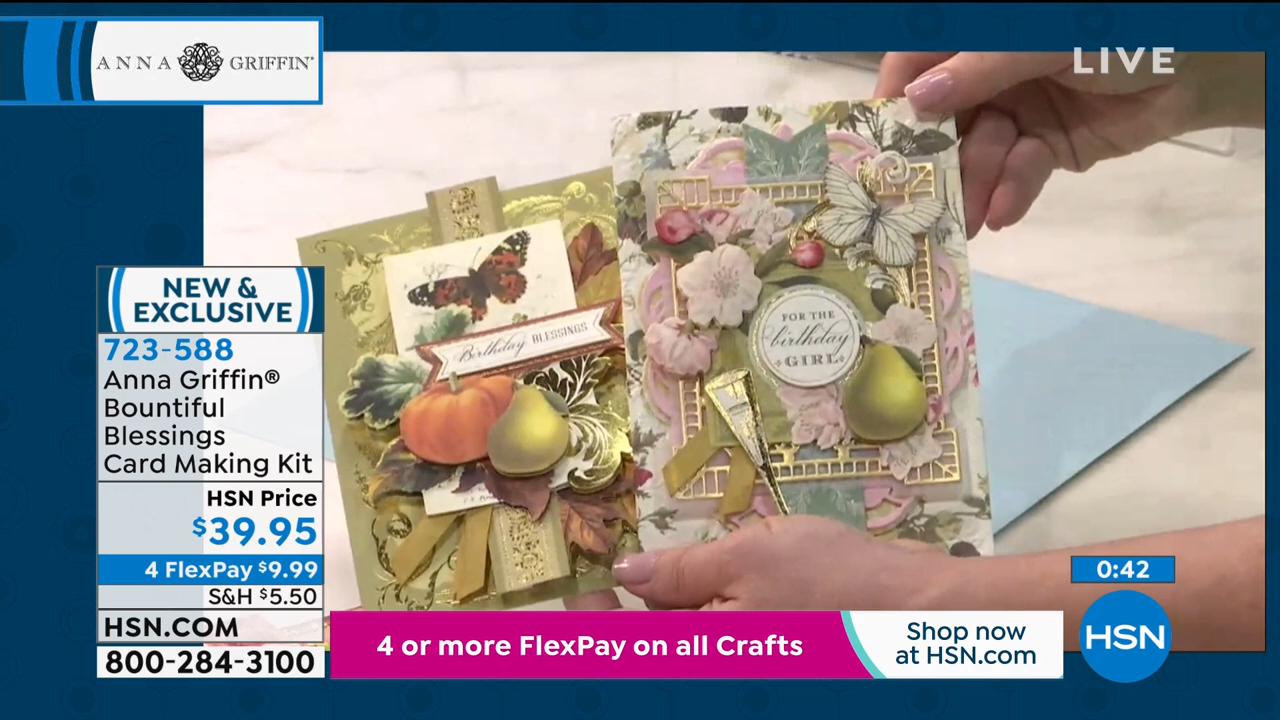 ANNA GRIFFIN®
LIVE
Birthday BLESSINGS
FOR THE
birthday
GIRL
NEW &
EXCLUSIVE
723-588
Anna Griffin®
Bountiful
Blessings
Card Making Kit
HSN Price
$39.95
4 FlexPay $9.99
S&H $5.50
HSN.COM
800-284-3100
4 or more FlexPay on all Crafts
Shop now
at HSN.com
0:42
HSN